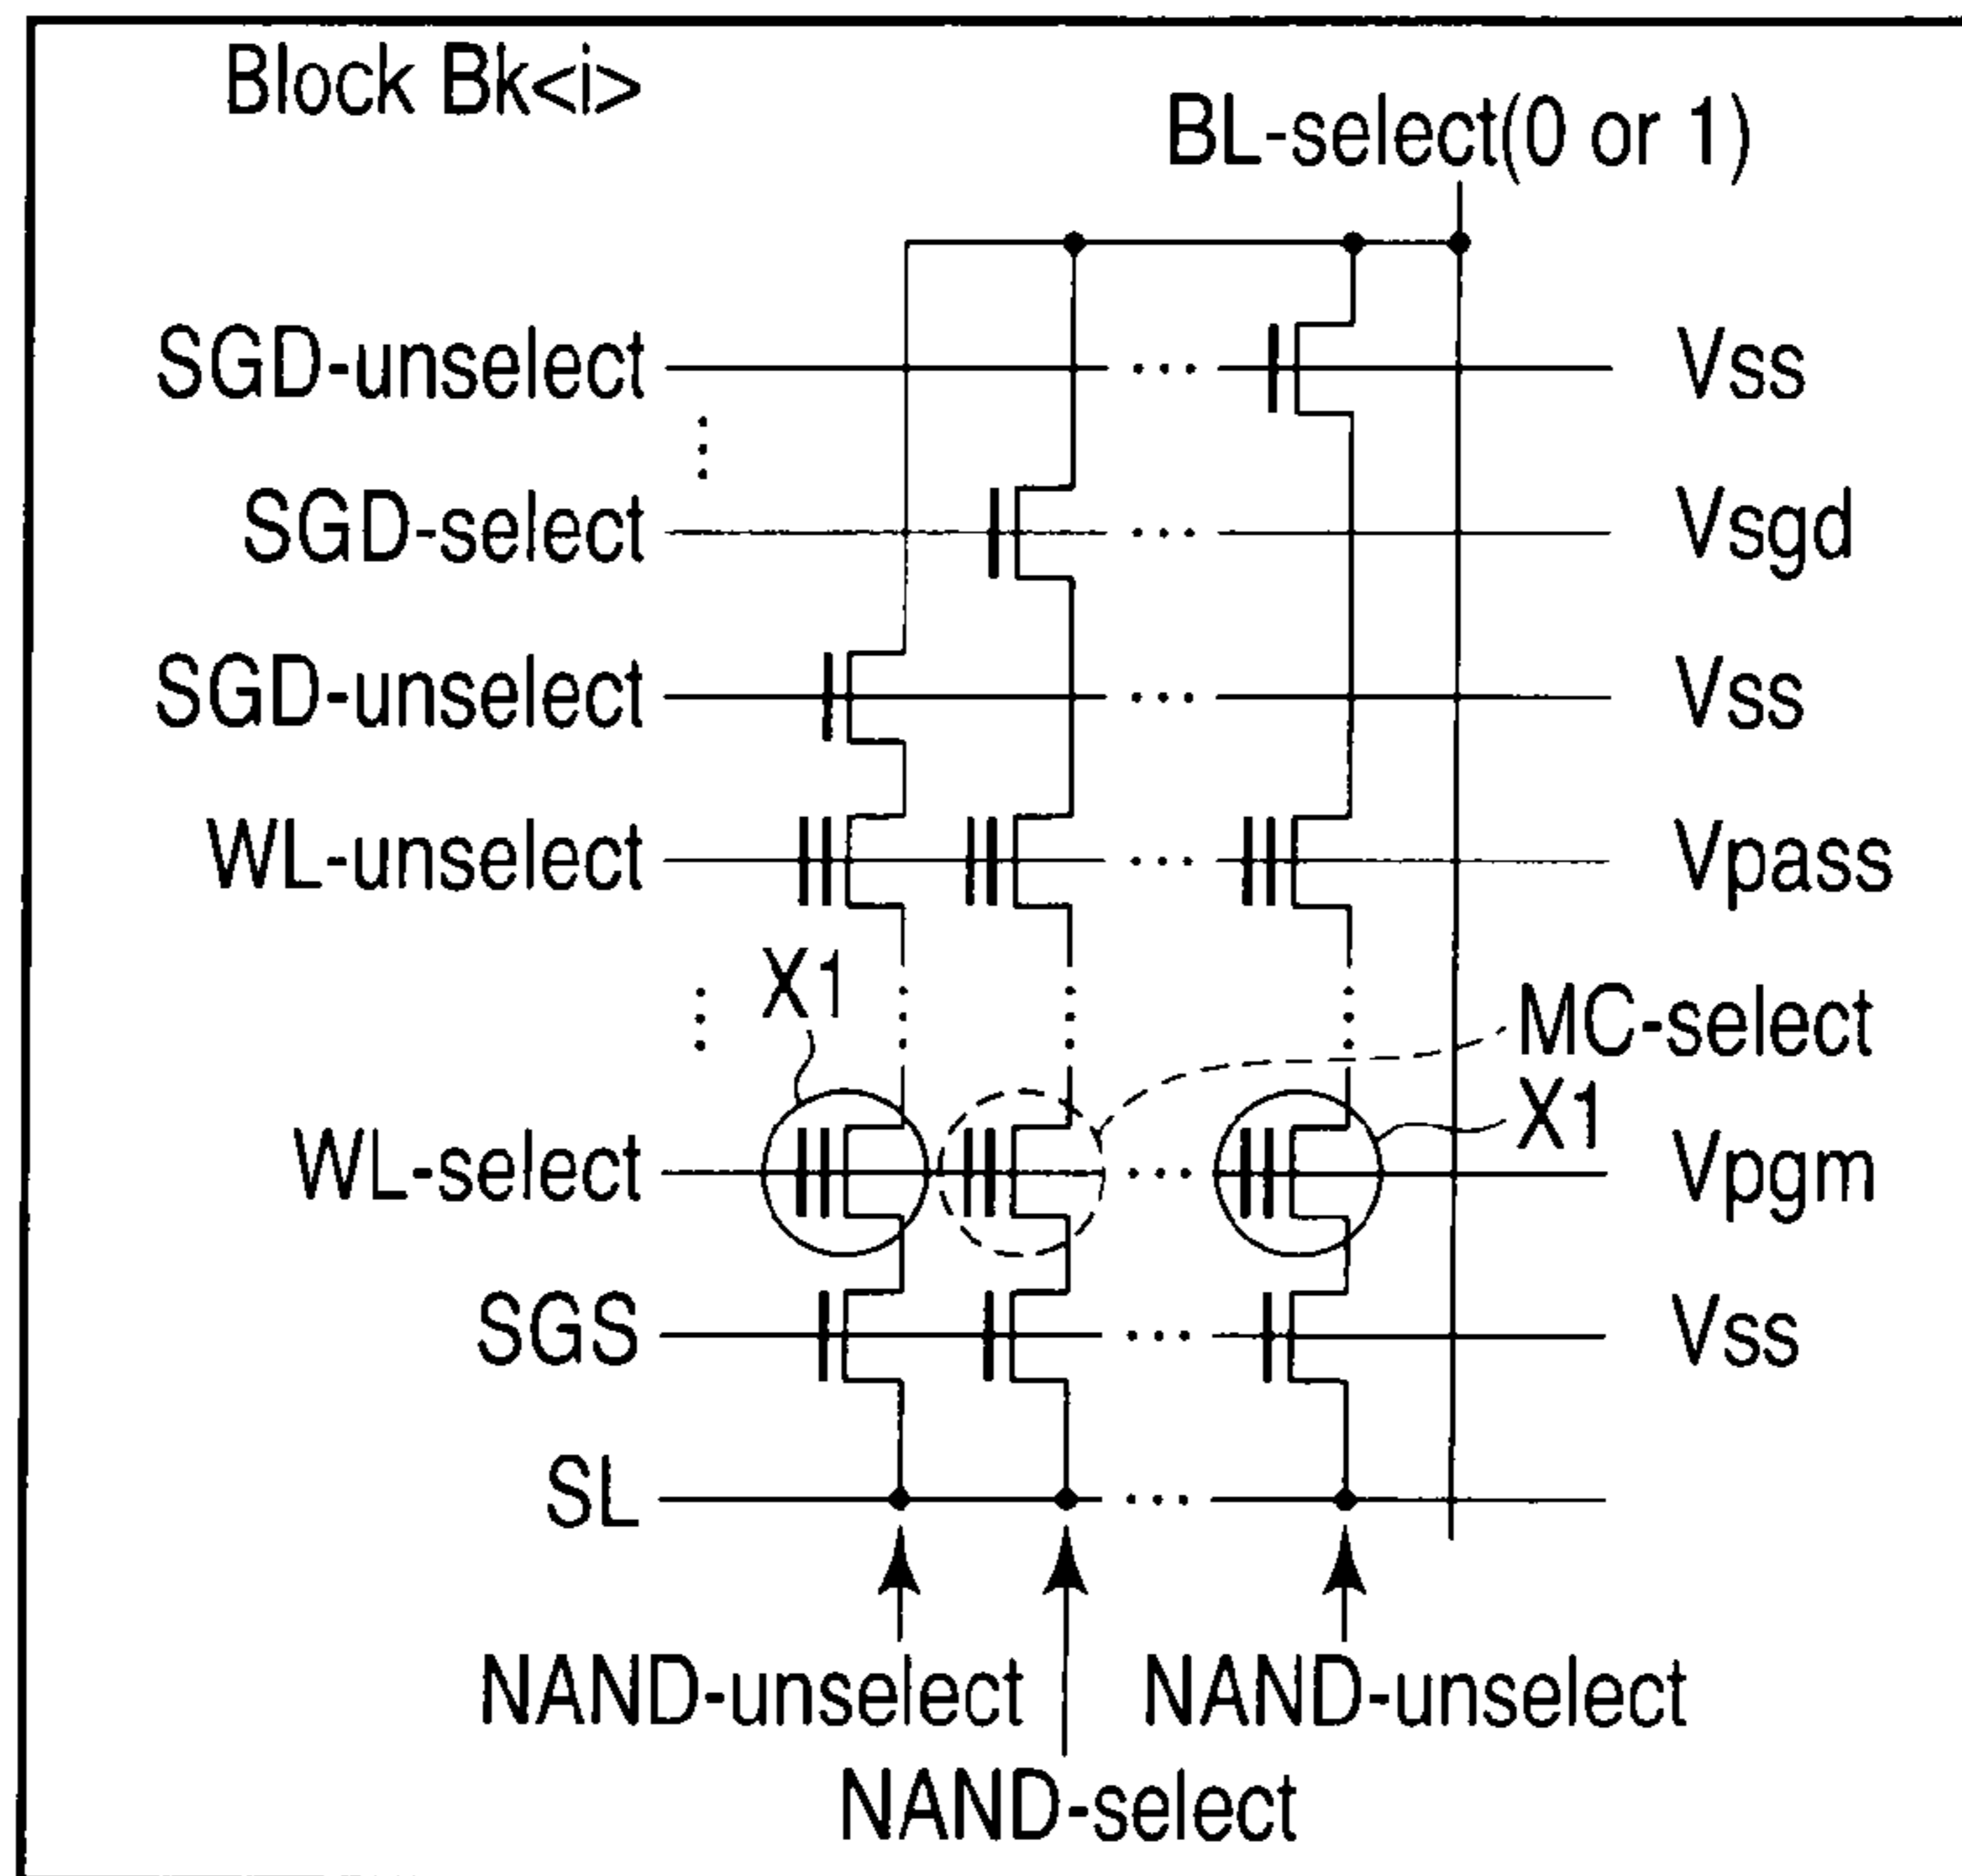 Block Bk<i>
BL-select(0 or 1)
SGD-unselect Vss
SGD-select Vsgd
SGD-unselect Vss
WL-unselect Vpass
X1
MC-select
X1
WL-select Vpgm
SGS Vss
SL
NAND-unselect NAND-unselect
NAND-select